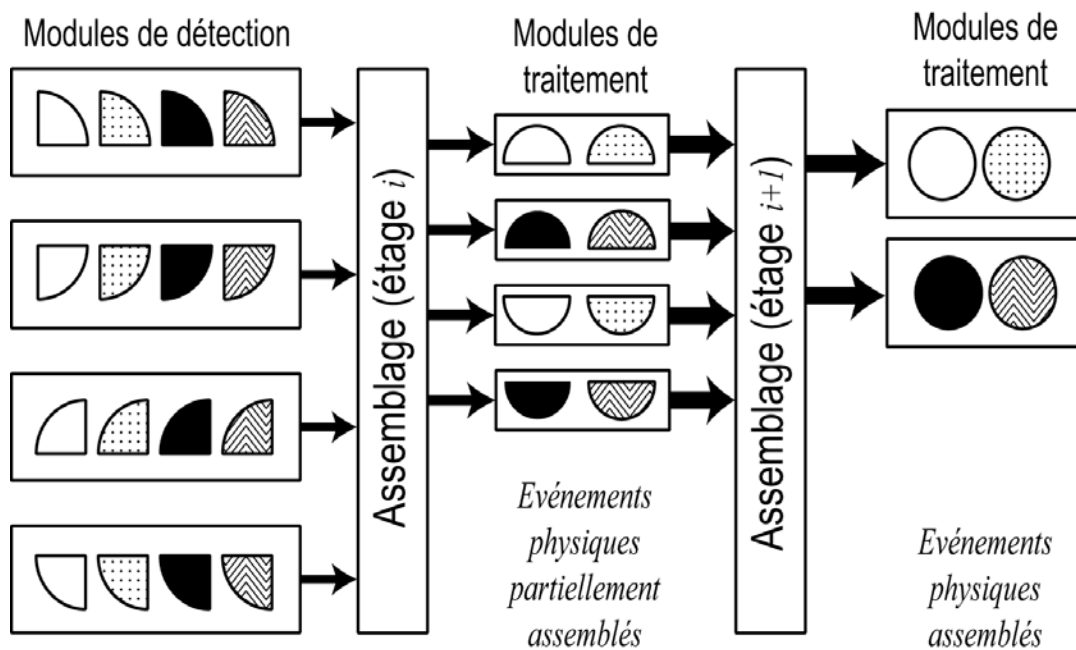 Modules de détection
Assemblage (étage i)
Modules de
traitement
Evénements
physiques
partiellement
assemblés
Assemblage (étage i+1)
Modules de
traitement
Evénements
physiques
assemblés